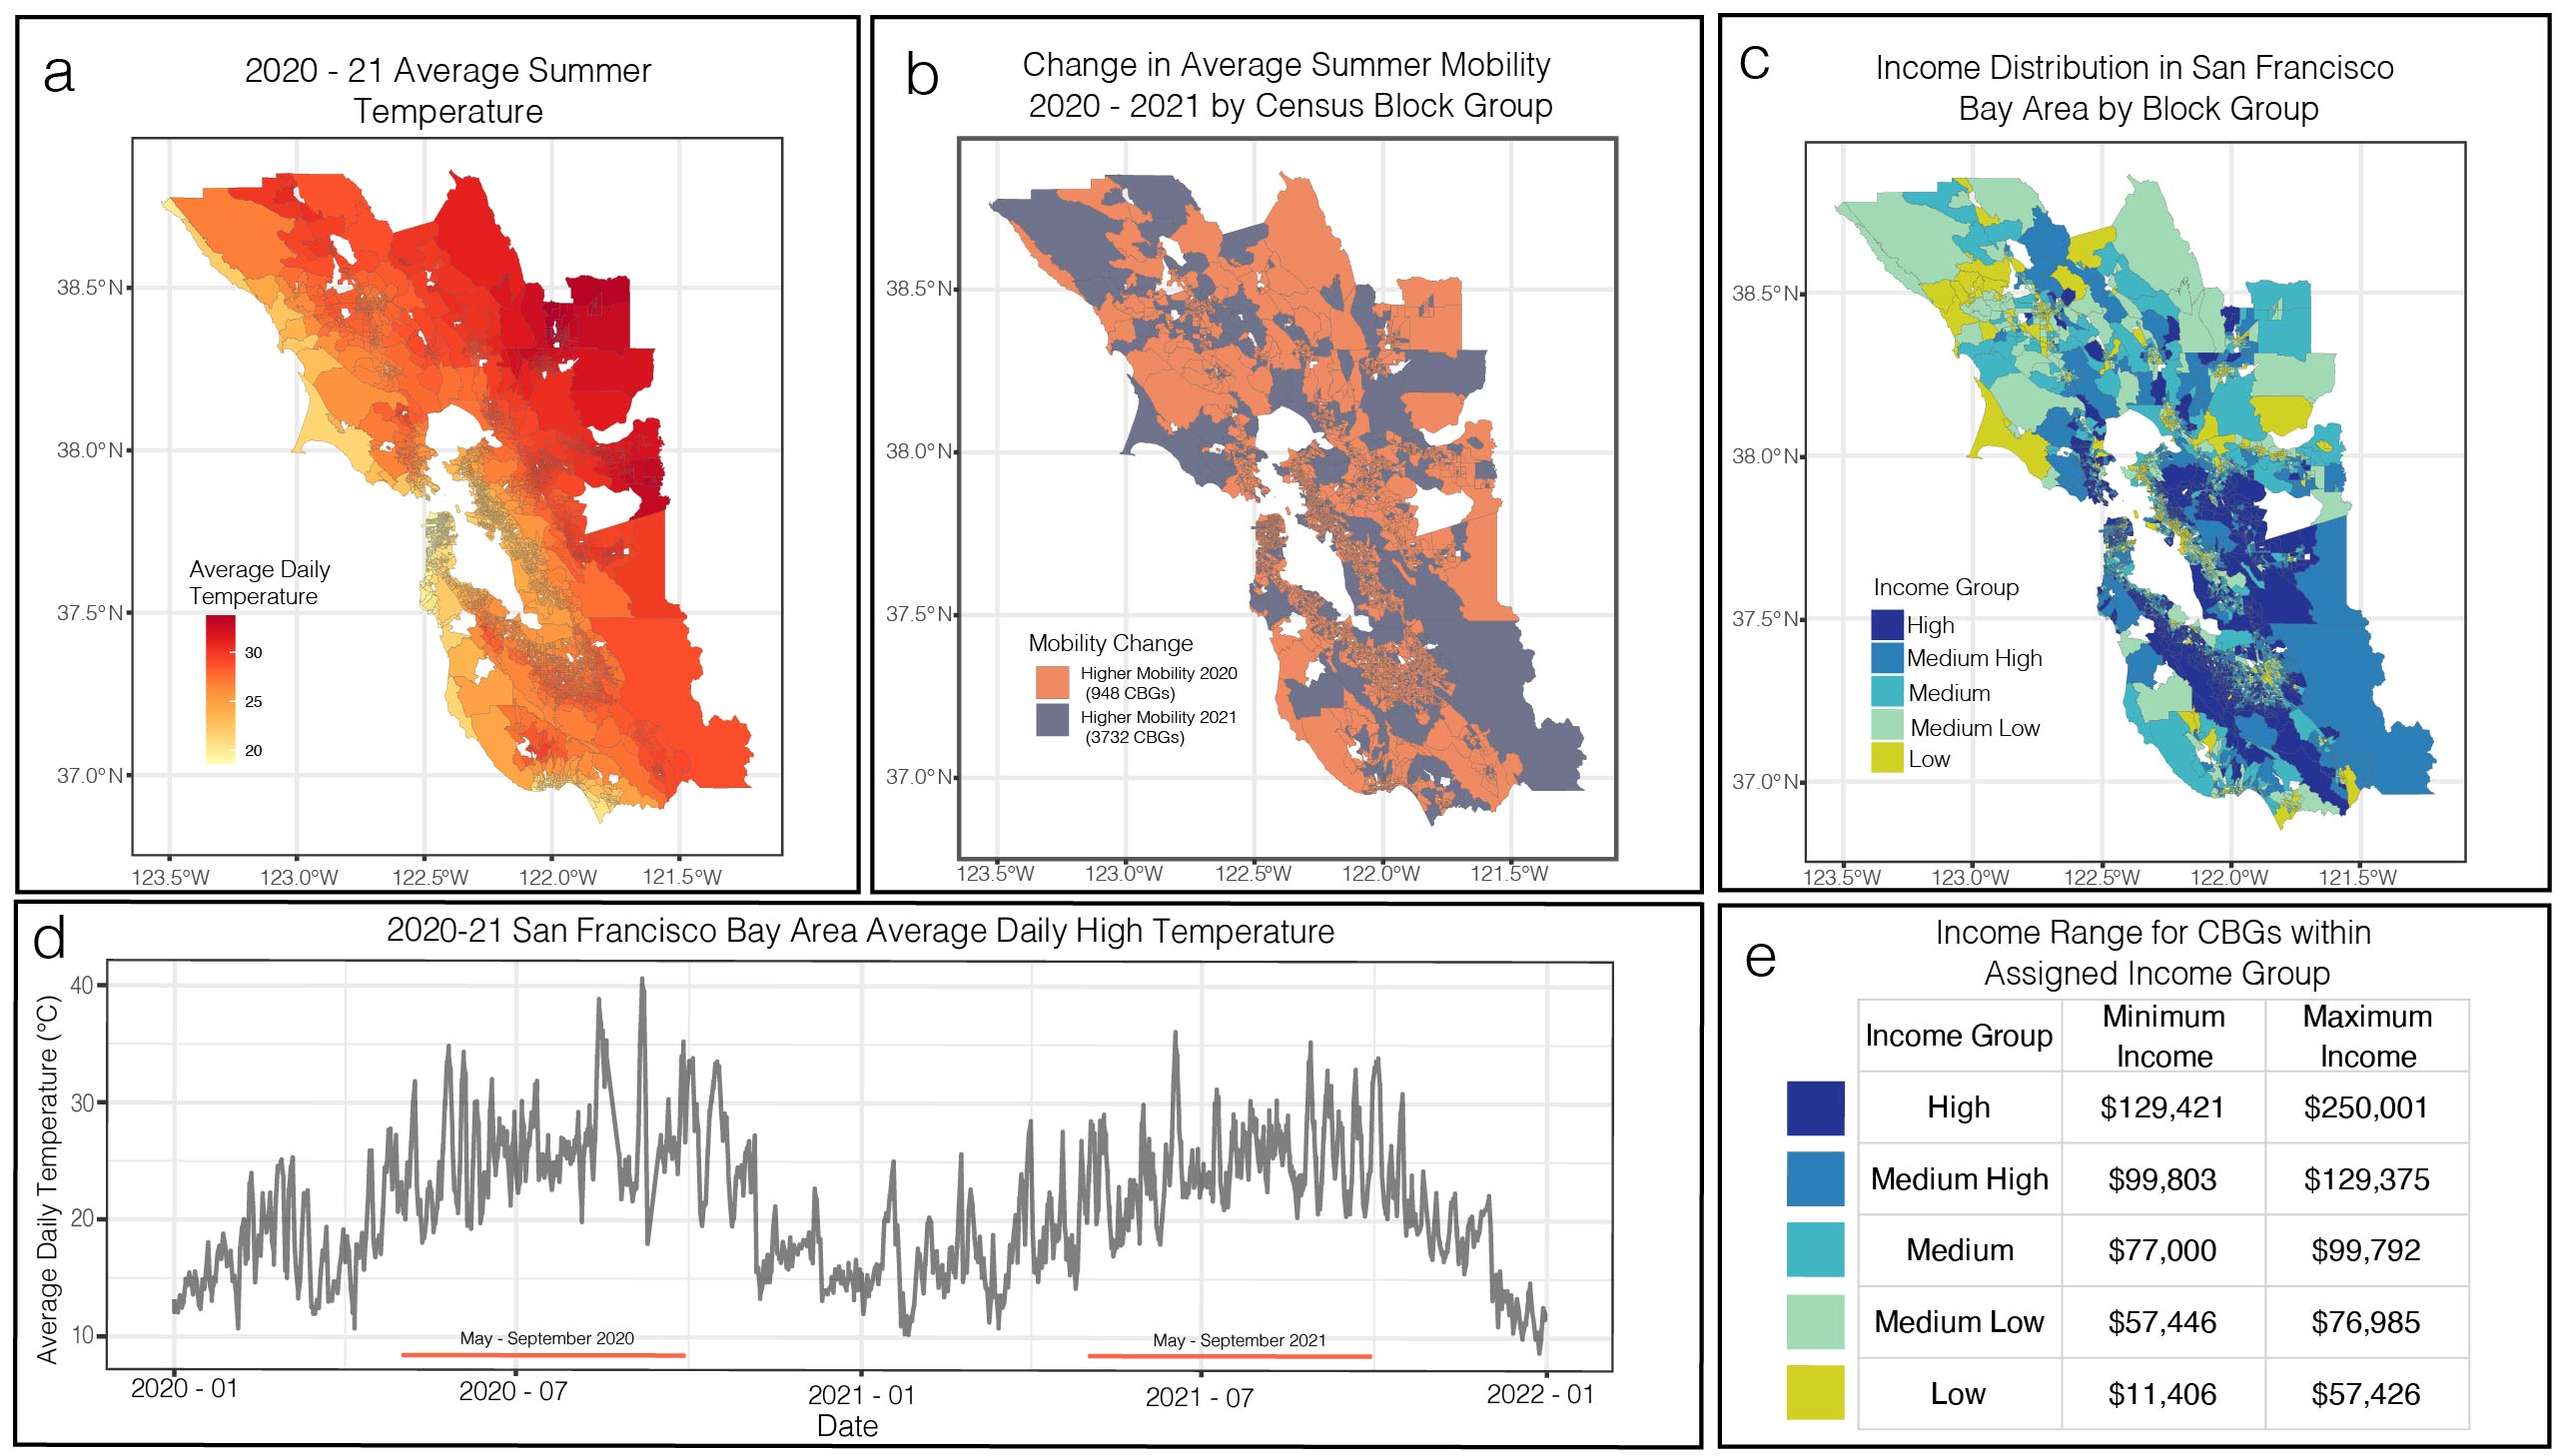 a
2020 - 21 Average Summer
Temperature
38.5°N
38.0°N
37.5°N
37.0°N
Average Daily
Temperature
30
25
20
123.5°W 123.0°W 122.5°W 122.0°W 121.5°W
b
Change in Average Summer Mobility
2020 - 2021 by Census Block Group
38.5°N
38.0°N
37.5°N
37.0°N
Mobility Change
Higher Mobility 2020
(948 CBGs)
Higher Mobility 2021
(3732 CBGs)
123.5°W 123.0°W 122.5°W 122.0°W 121.5°W
c
Income Distribution in San Francisco
Bay Area by Block Group
38.5°N
38.0°N
37.5°N
37.0°N
Income Group
High
Medium High
Medium
Medium Low
Low
123.5°W 123.0°W 122.5°W 122.0°W 121.5°W
d
2020-21 San Francisco Bay Area Average Daily High Temperature
Average Daily Temperature (°C)
40
30
20
10
May - September 2020
May - September 2021
2020 - 01 2020 - 07 2021 - 01 2021 - 07 2022 - 01
Date
e
Income Range for CBGs within
Assigned Income Group
Income Group Minimum Income Maximum Income
High $129,421 $250,001
Medium High $99,803 $129,375
Medium $77,000 $99,792
Medium Low $57,446 $76,985
Low $11,406 $57,426